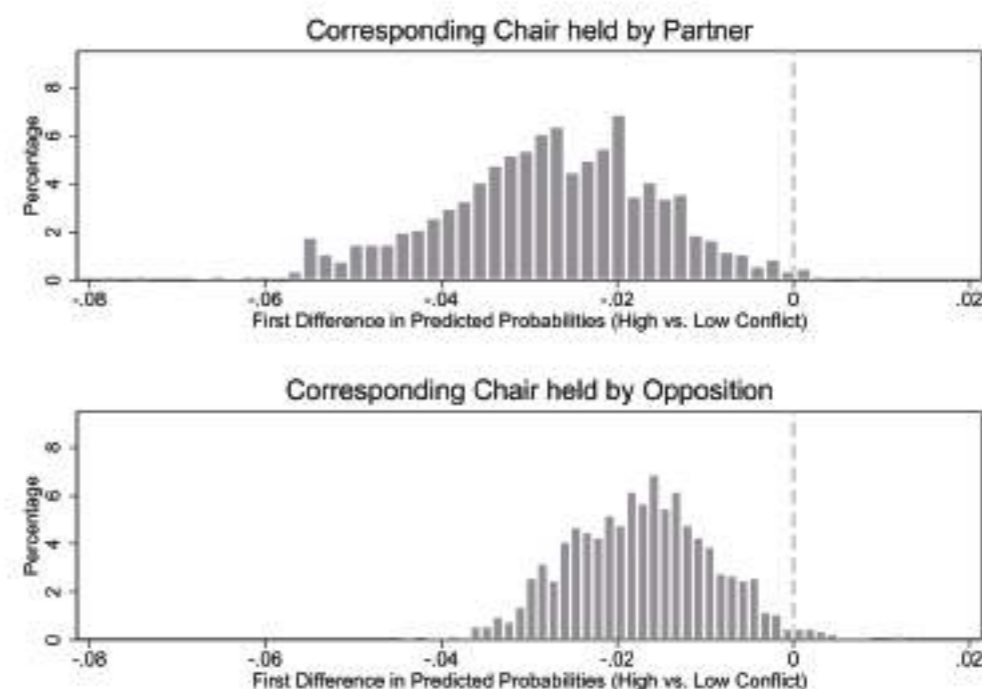 Corresponding Chair held by Partner
Percentage
8
6
4
2
0
-.08 -.06 -.04 -.02 0 .02
First Difference in Predicted Probabilities (High vs. Low Conflict)
Corresponding Chair held by Opposition
Percentage
8
6
4
2
0
-.08 -.06 -.04 -.02 0 .02
First Difference in Predicted Probabilities (High vs. Low Conflict)